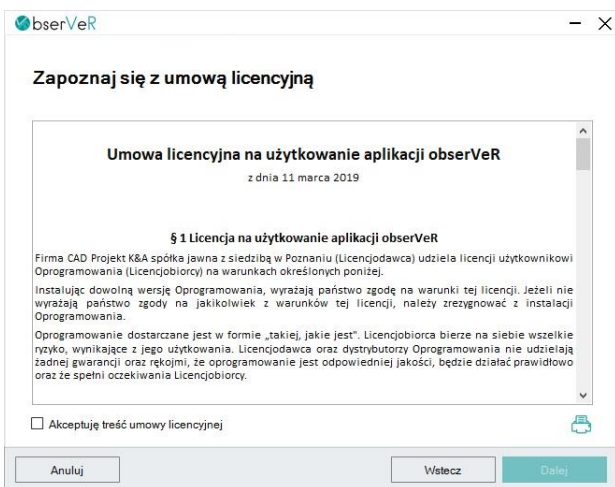 obserVeR
Zapoznaj się z umową licencyjną
Umowa licencyjna na użytkowanie aplikacji obserVeR
z dnia 11 marca 2019
§ 1 Licencja na użytkowanie aplikacji obserVeR
Firma CAD Projekt K&A spółka jawna z siedzibą w Poznaniu (Licencjodawca) udziela licencji użytkownikowi
Oprogramowania (Licencjobiorcy) na warunkach określonych poniżej.
Instalując dowolną wersję Oprogramowania, wyrażają państwo zgodę na warunki tej licencji. Jeżeli nie
wyrażają państwo zgody na jakikolwiek z warunków tej licencji, należy zrezygnować z instalacji
Oprogramowania.
Oprogramowanie dostarczane jest w formie „takiej, jakie jest". Licencjobiorca bierze na siebie wszelkie
ryzyko, wynikające z jego użytkowania. Licencjodawca oraz dystrybutorzy Oprogramowania nie udzielają
żadnej gwarancji oraz rękojmi, że oprogramowanie jest odpowiedniej jakości, będzie działać prawidłowo
oraz że spełni oczekiwania Licencjobiorcy.
Akceptuję treść umowy licencyjnej
Anuluj Wstecz Dalej